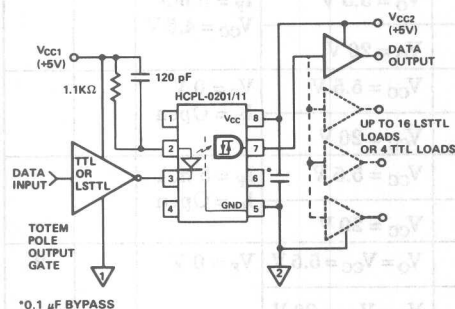 VCC1
(+5V)
1.1KΩ
120 pF
HCPL-0201/11
VCC2
(+5V)
DATA
OUTPUT
1
VCC
8
2
7
3
6
4
GND
5
*
DATA
INPUT
TTL
OR
LSTTL
UP TO 16 LSTTL
LOADS
OR 4 TTL LOADS
TOTEM
POLE
OUTPUT
GATE
1
2
*0.1 μF BYPASS